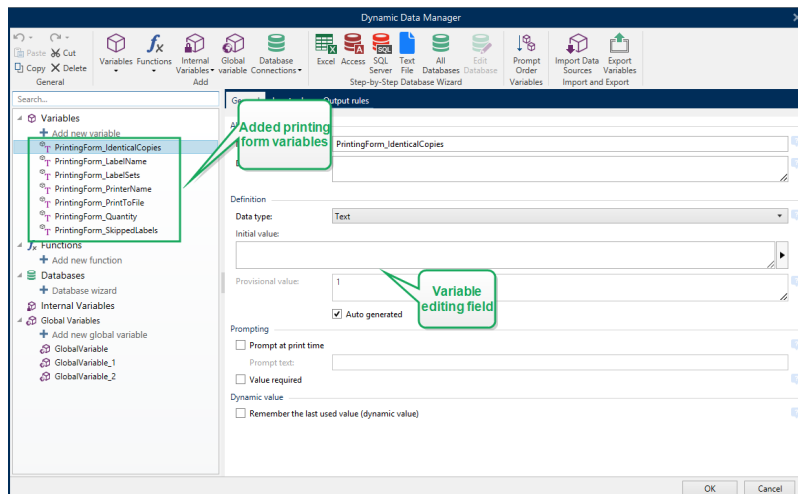 Dynamic Data Manager
Paste Cut
Copy Delete
Variables Functions Internal Variables Global variable Database Connections
Excel Access SQL Server Text File All Databases Edit Database
Prompt Order
Import Data Sources Export Variables
General Add Step-by-Step Database Wizard Variables Import and Export
Search...
Output rules
Variables
Add new variable
PrintingForm_IdenticalCopies
PrintingForm_LabelName
PrintingForm_LabelSets
PrintingForm_PrinterName
PrintingForm_PrintToFile
PrintingForm_Quantity
PrintingForm_SkippedLabels
Functions
Add new function
Databases
Database wizard
Internal Variables
Global Variables
Add new global variable
GlobalVariable
GlobalVariable_1
GlobalVariable_2
Added printing
form variables
PrintingForm_IdenticalCopies
Definition
Data type: Text
Initial value:
Provisional value: 1
Variable
editing field
Auto generated
Prompting
Prompt at print time
Prompt text:
Value required
Dynamic value
Remember the last used value (dynamic value)
OK Cancel